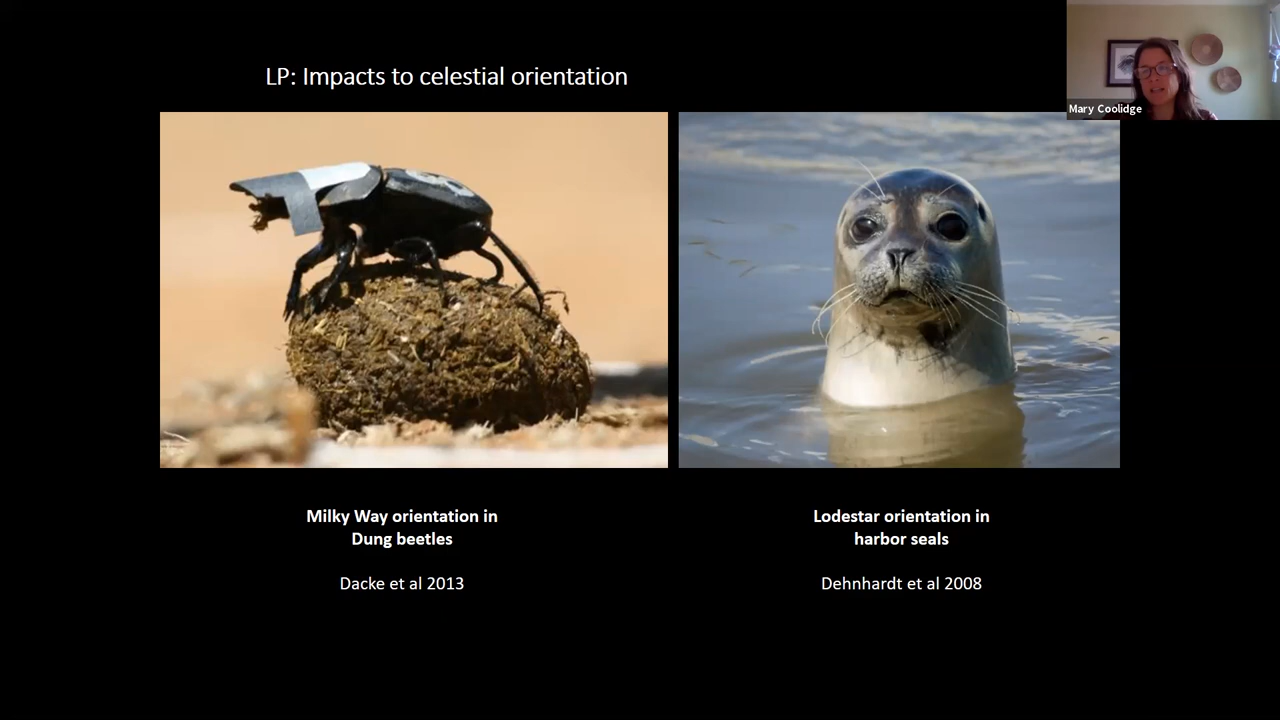 LP: Impacts to celestial orientation
Mary Coolidge
Milky Way orientation in
Dung beetles
Dacke et al 2013
Lodestar orientation in
harbor seals
Dehnhardt et al 2008